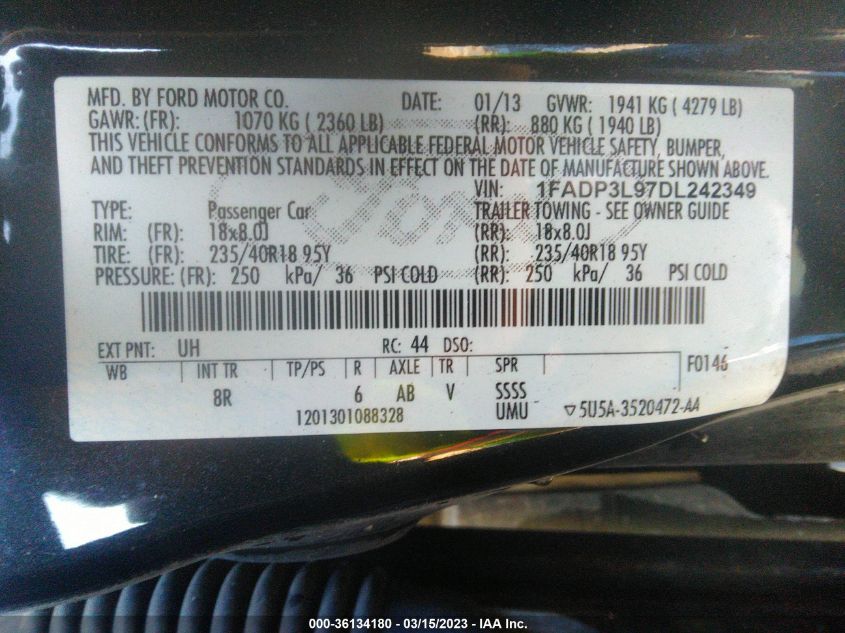 MFD. BY FORD MOTOR CO. DATE: 01/13 GVWR: 1941 KG ( 4279 LB)
GAWR: (FR): 1070 KG ( 2360 LB) (RR): 880 KG ( 1940 LB)
THIS VEHICLE CONFORMS TO ALL APPLICABLE FEDERAL MOTOR VEHICLE SAFETY, BUMPER,
AND THEFT PREVENTION STANDARDS IN EFFECT ON THE DATE OF MANUFACTURE SHOWN ABOVE.
VIN: 1FADP3L97DL242349
TYPE: Passenger Car TRAILER TOWING - SEE OWNER GUIDE
RIM: (FR): 18x8.0J (RR): 18x8.0J
TIRE: (FR): 235/40R18 95Y (RR): 235/40R18 95Y
PRESSURE: (FR): 250 kPa/ 36 PSI COLD (RR): 250 kPa/ 36 PSI COLD
EXT PNT: UH RC: 44 DSO:
WB INT TR TP/PS R AXLE TR SPR F0146
8R 6 AB V SSSS
1201301088328 UMU ▽5U5A-3520472-AA
Ford
000-36134180 - 03/15/2023 - IAA Inc.